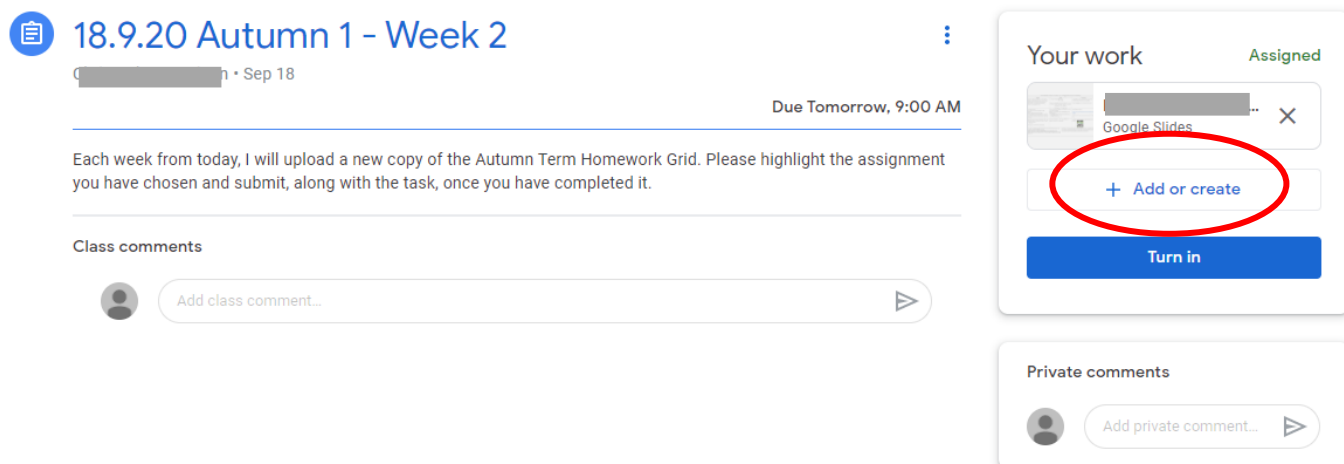 18.9.20 Autumn 1 - Week 2
• Sep 18
Due Tomorrow, 9:00 AM
Each week from today, I will upload a new copy of the Autumn Term Homework Grid. Please highlight the assignment
you have chosen and submit, along with the task, once you have completed it.
Class comments
Add class comment...
Your work
Assigned
...
Google Slides
+ Add or create
Turn in
Private comments
Add private comment...